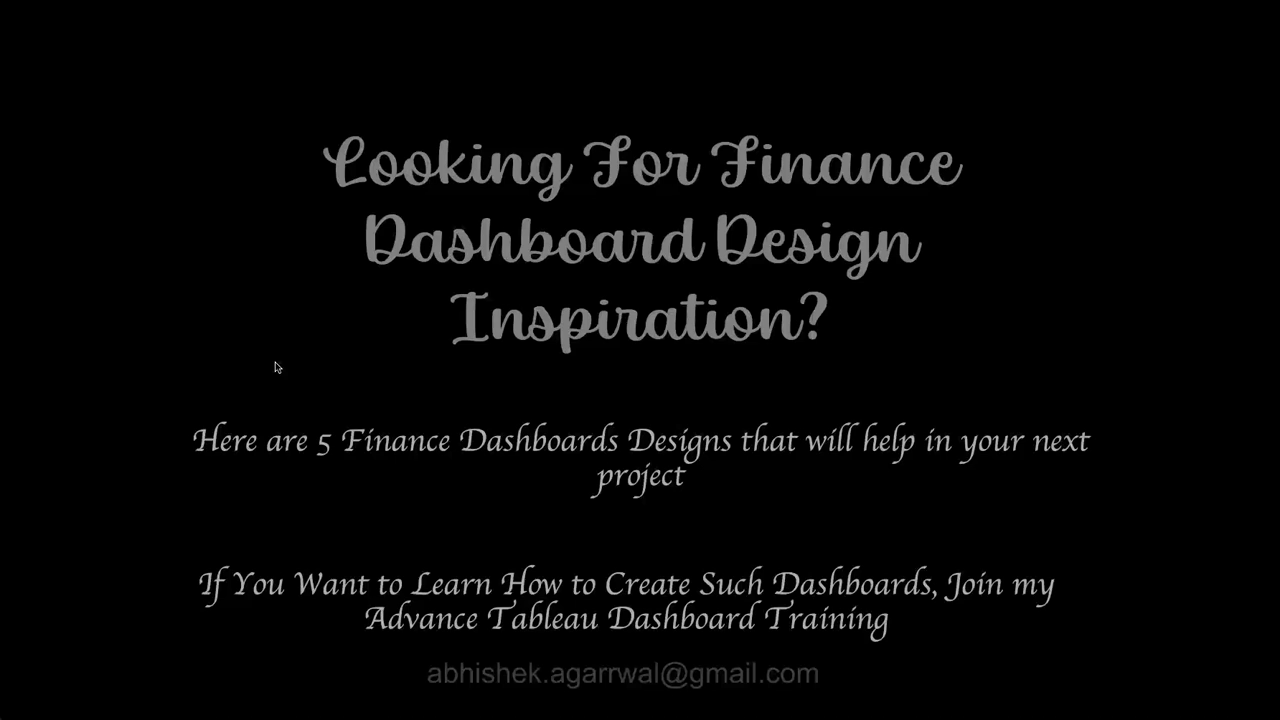 Looking For Finance
Dashboard Design
Inspiration?
Here are 5 Finance Dashboards Designs that will help in your next
project
If You Want to Learn How to Create Such Dashboards, Join my
Advance Tableau Dashboard Training
abhishek.agarrwal@gmail.com